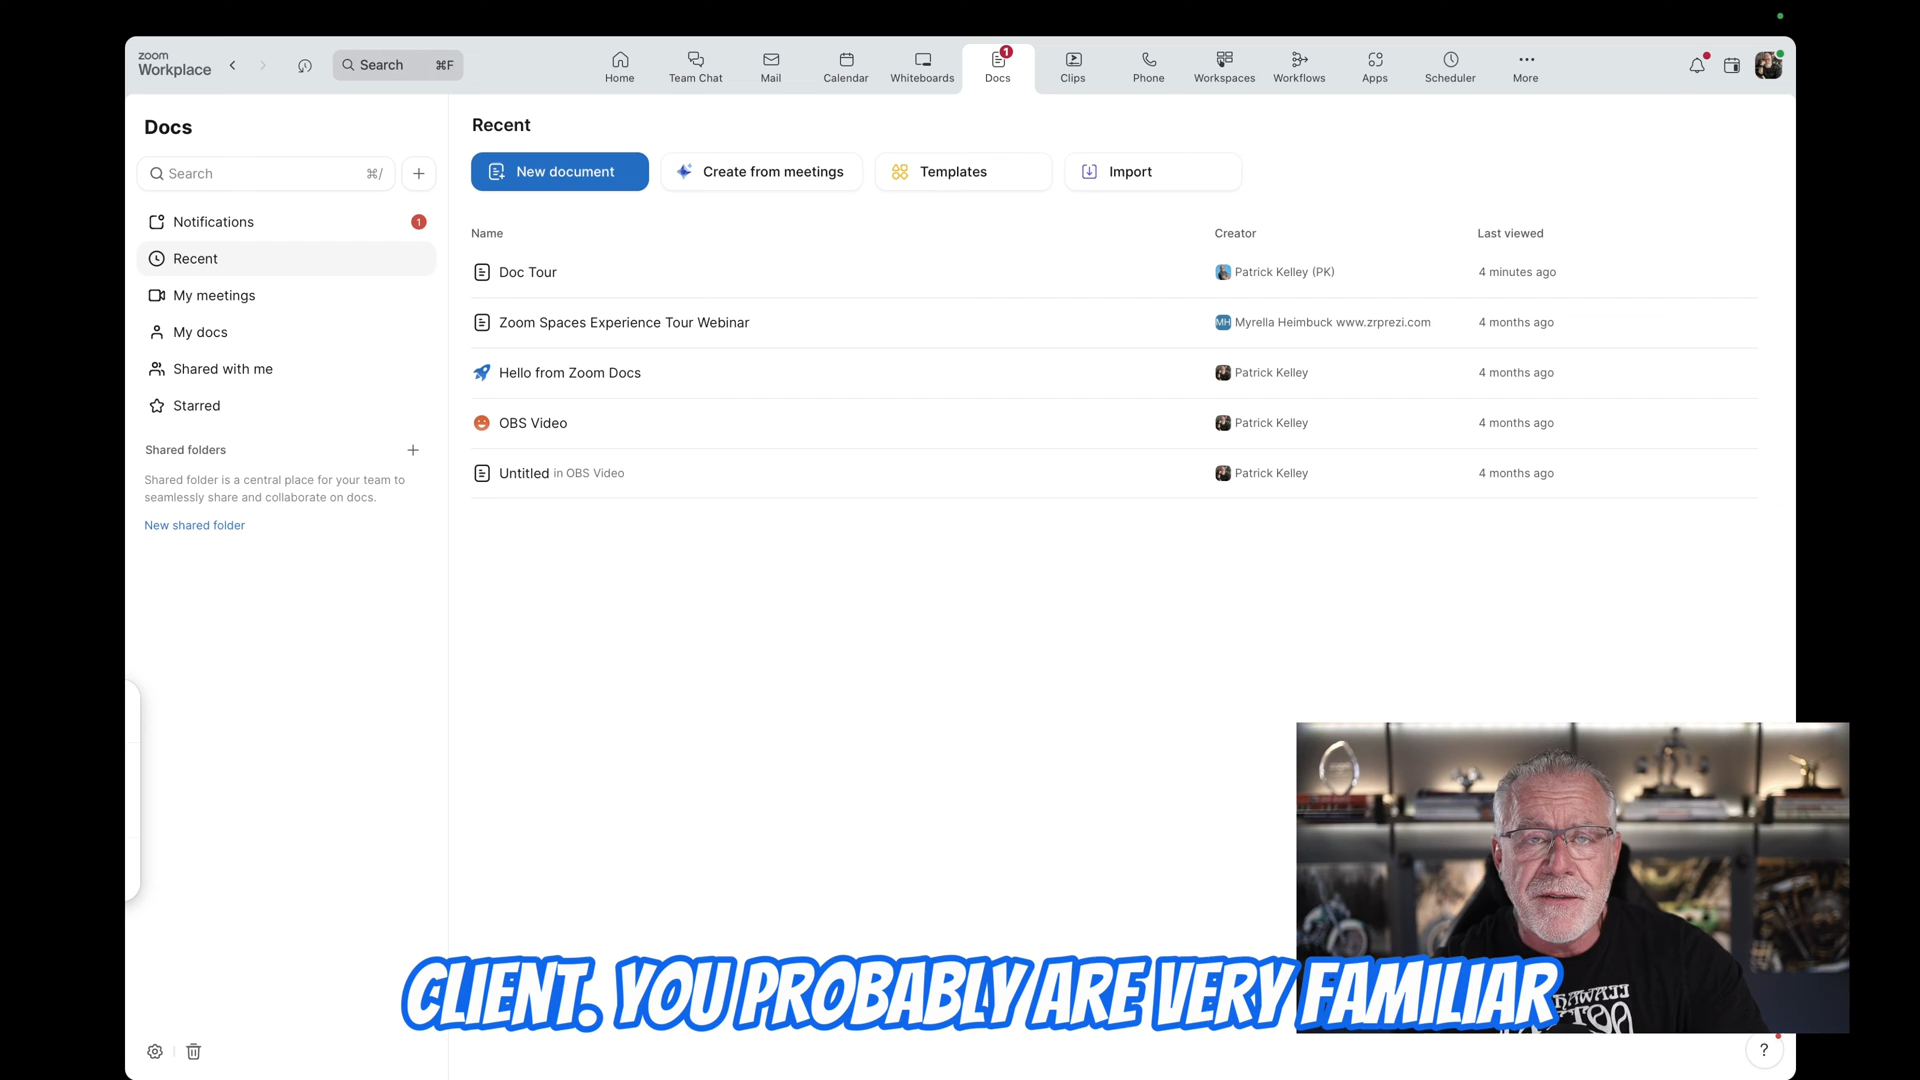 zoom
Workplace
Search ⌘F
Home
Team Chat
Mail
Calendar
Whiteboards
1
Docs
Clips
Phone
Workspaces
Workflows
Apps
Scheduler
More
Docs
Search ⌘/
Notifications 1
Recent
My meetings
My docs
Shared with me
Starred
Shared folders
Shared folder is a central place for your team to
seamlessly share and collaborate on docs.
New shared folder
Recent
New document
Create from meetings
Templates
Import
Name Creator Last viewed
Doc Tour Patrick Kelley (PK) 4 minutes ago
Zoom Spaces Experience Tour Webinar MH Myrella Heimbuck www.zrprezi.com 4 months ago
Hello from Zoom Docs Patrick Kelley 4 months ago
OBS Video Patrick Kelley 4 months ago
Untitled in OBS Video Patrick Kelley 4 months ago
CLIENT. YOU PROBABLY ARE VERY FAMILIAR
HAWAII
?